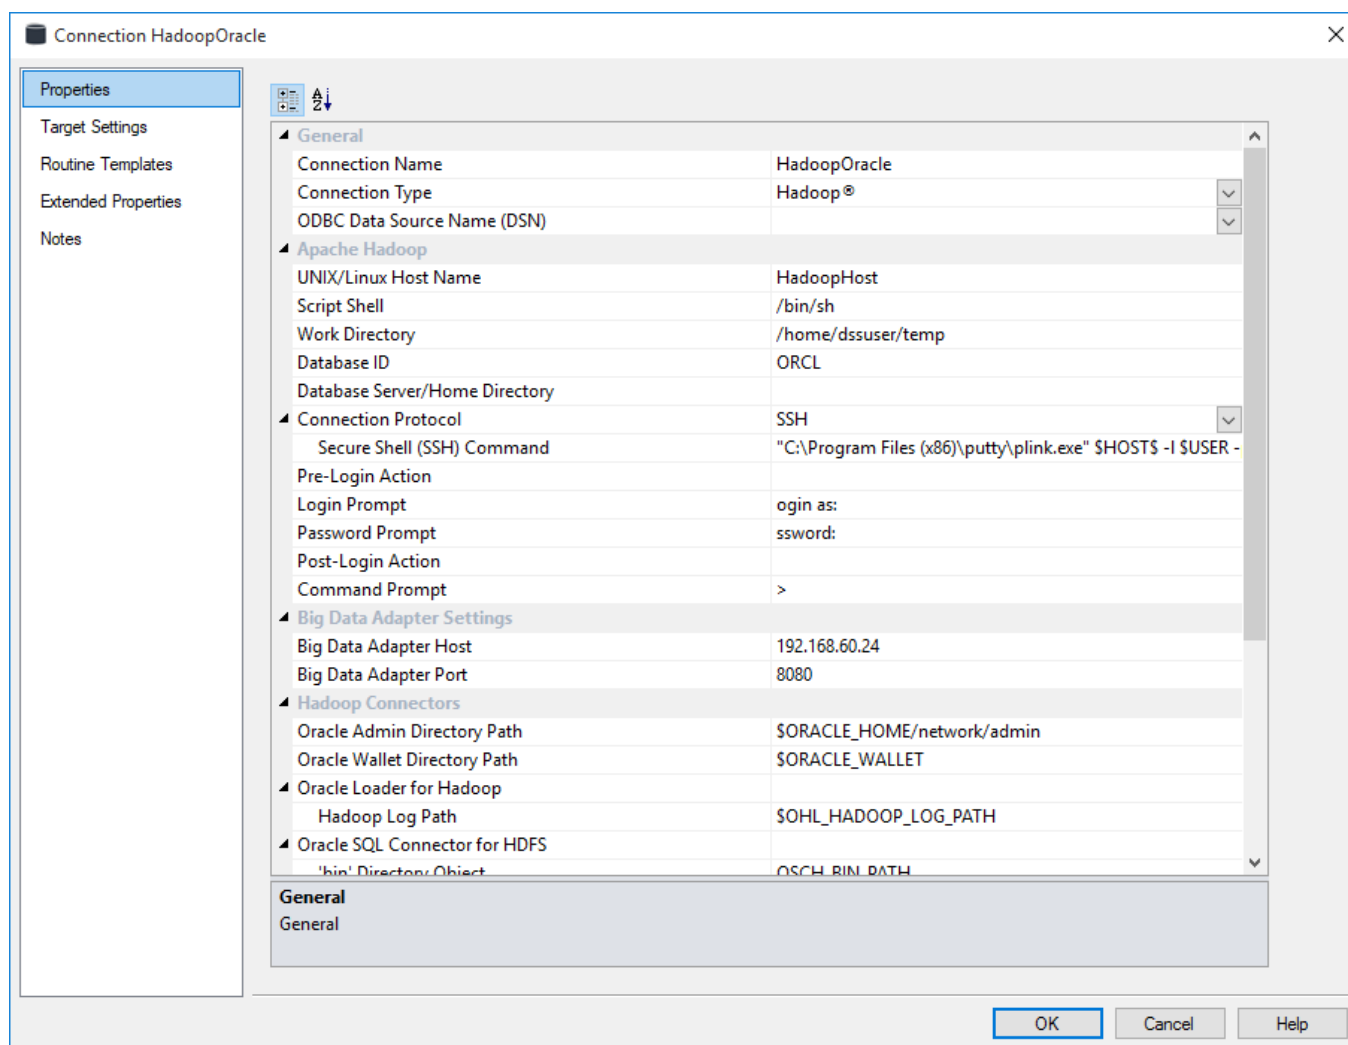 Connection HadoopOracle
Properties
Target Settings
Routine Templates
Extended Properties
Notes
General
Connection Name HadoopOracle
Connection Type Hadoop®
ODBC Data Source Name (DSN)
Apache Hadoop
UNIX/Linux Host Name HadoopHost
Script Shell /bin/sh
Work Directory /home/dssuser/temp
Database ID ORCL
Database Server/Home Directory
Connection Protocol SSH
Secure Shell (SSH) Command "C:\Program Files (x86)\putty\plink.exe" $HOST$ -l $USER -
Pre-Login Action
Login Prompt ogin as:
Password Prompt ssword:
Post-Login Action
Command Prompt >
Big Data Adapter Settings
Big Data Adapter Host 192.168.60.24
Big Data Adapter Port 8080
Hadoop Connectors
Oracle Admin Directory Path $ORACLE_HOME/network/admin
Oracle Wallet Directory Path $ORACLE_WALLET
Oracle Loader for Hadoop
Hadoop Log Path $OHL_HADOOP_LOG_PATH
Oracle SQL Connector for HDFS
'bin' Directory Object OSCH_BIN_PATH
General
General
OK Cancel Help